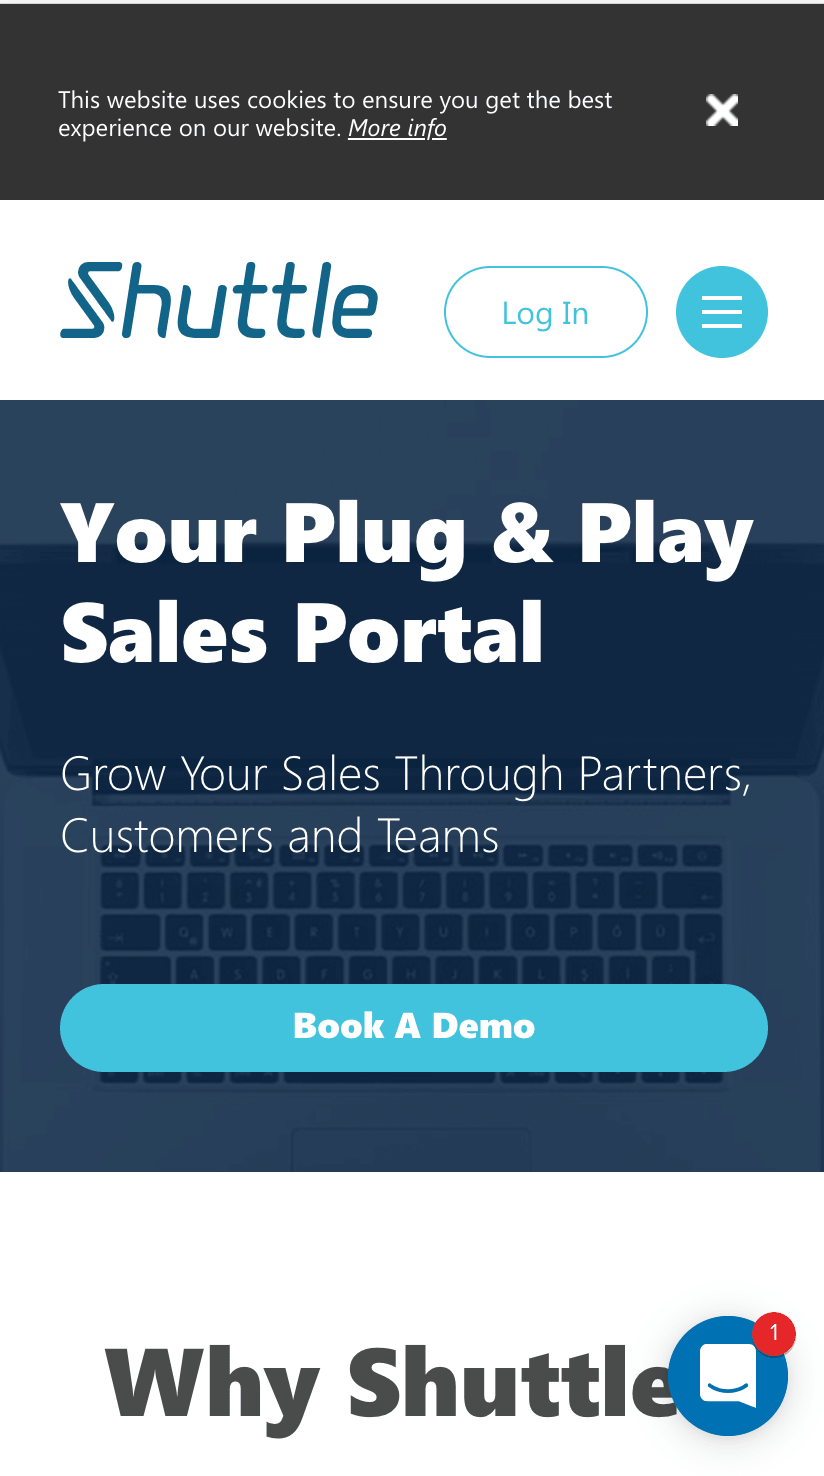 This website uses cookies to ensure you get the best
experience on our website. More info
Shuttle
Log In
Your Plug & Play
Sales Portal
Grow Your Sales Through Partners,
Customers and Teams
Book A Demo
Why Shuttle
1